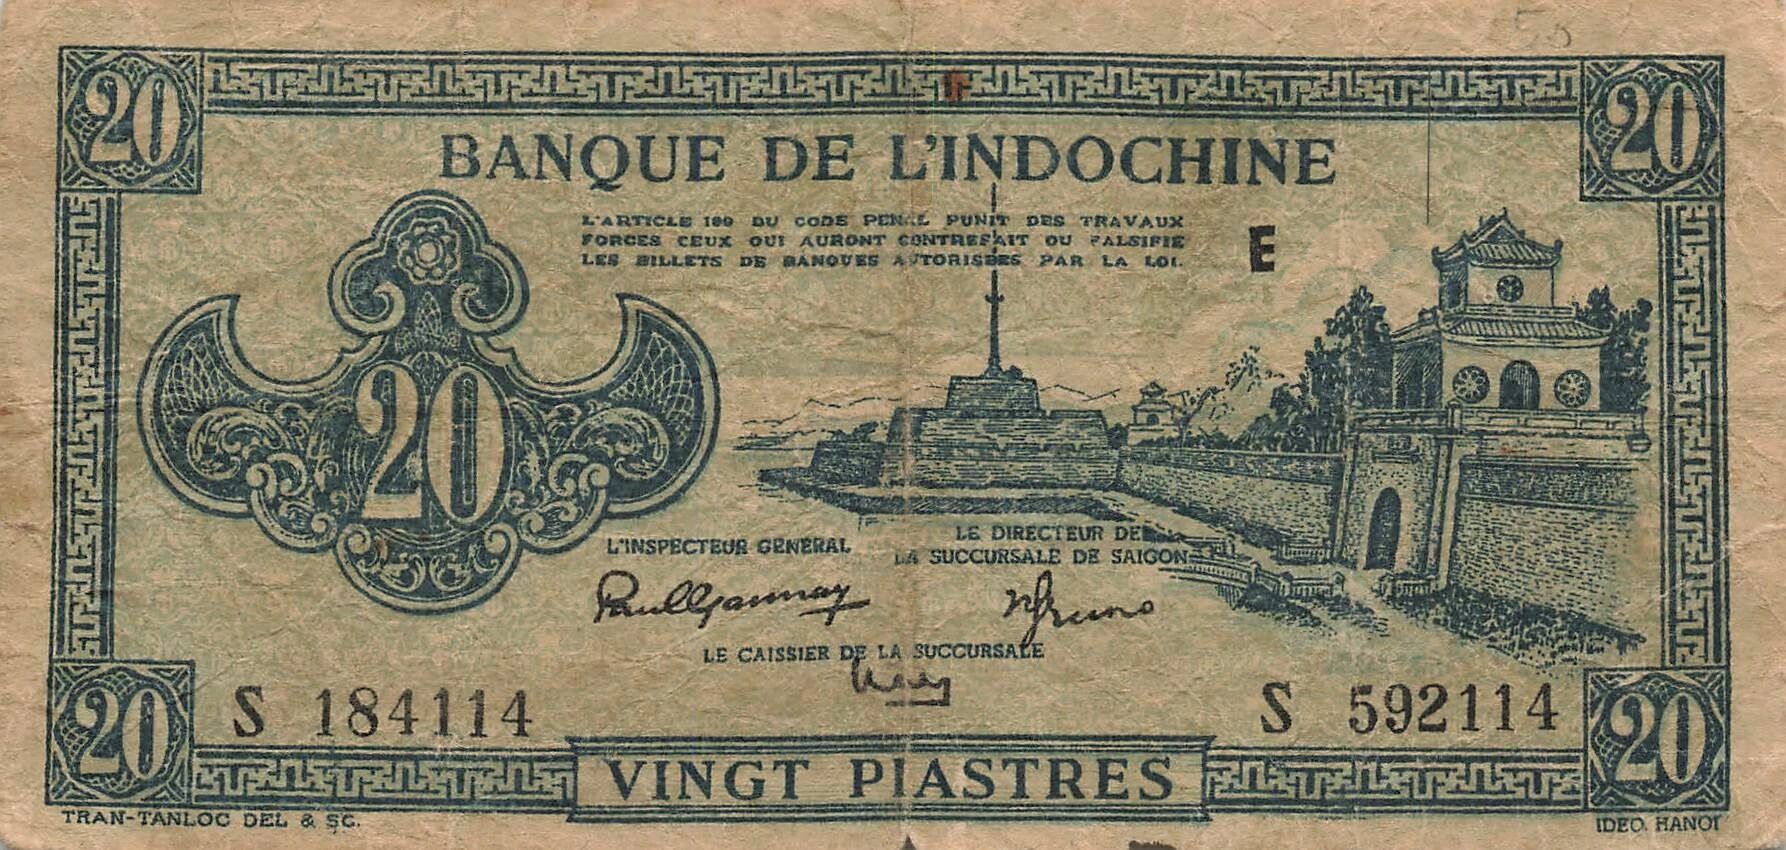 20
20
BANQUE DE L'INDOCHINE
L'ARTICLE 199 DU CODE PENAL PUNIT DES TRAVAUX
FORCES CEUX QUI AURONT CONTREFAIT OU FALSIFIE
LES BILLETS DE BANQUES AUTORISEES PAR LA LOI.
E
20
L'INSPECTEUR GENERAL
LE DIRECTEUR DE
LA SUCCURSALE DE SAIGON
LE CAISSIER DE LA SUCCURSALE
S 184114
S 592114
20
20
VINGT PIASTRES
TRAN-TANLOC DEL & SC.
IDEO. HANOI